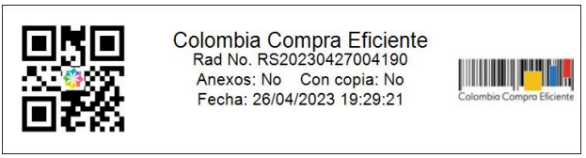 Colombia Compra Eficiente
Rad No. RS20230427004190
Anexos: No Con copia: No
Fecha: 26/04/2023 19:29:21
Colombia Compra Eficiente